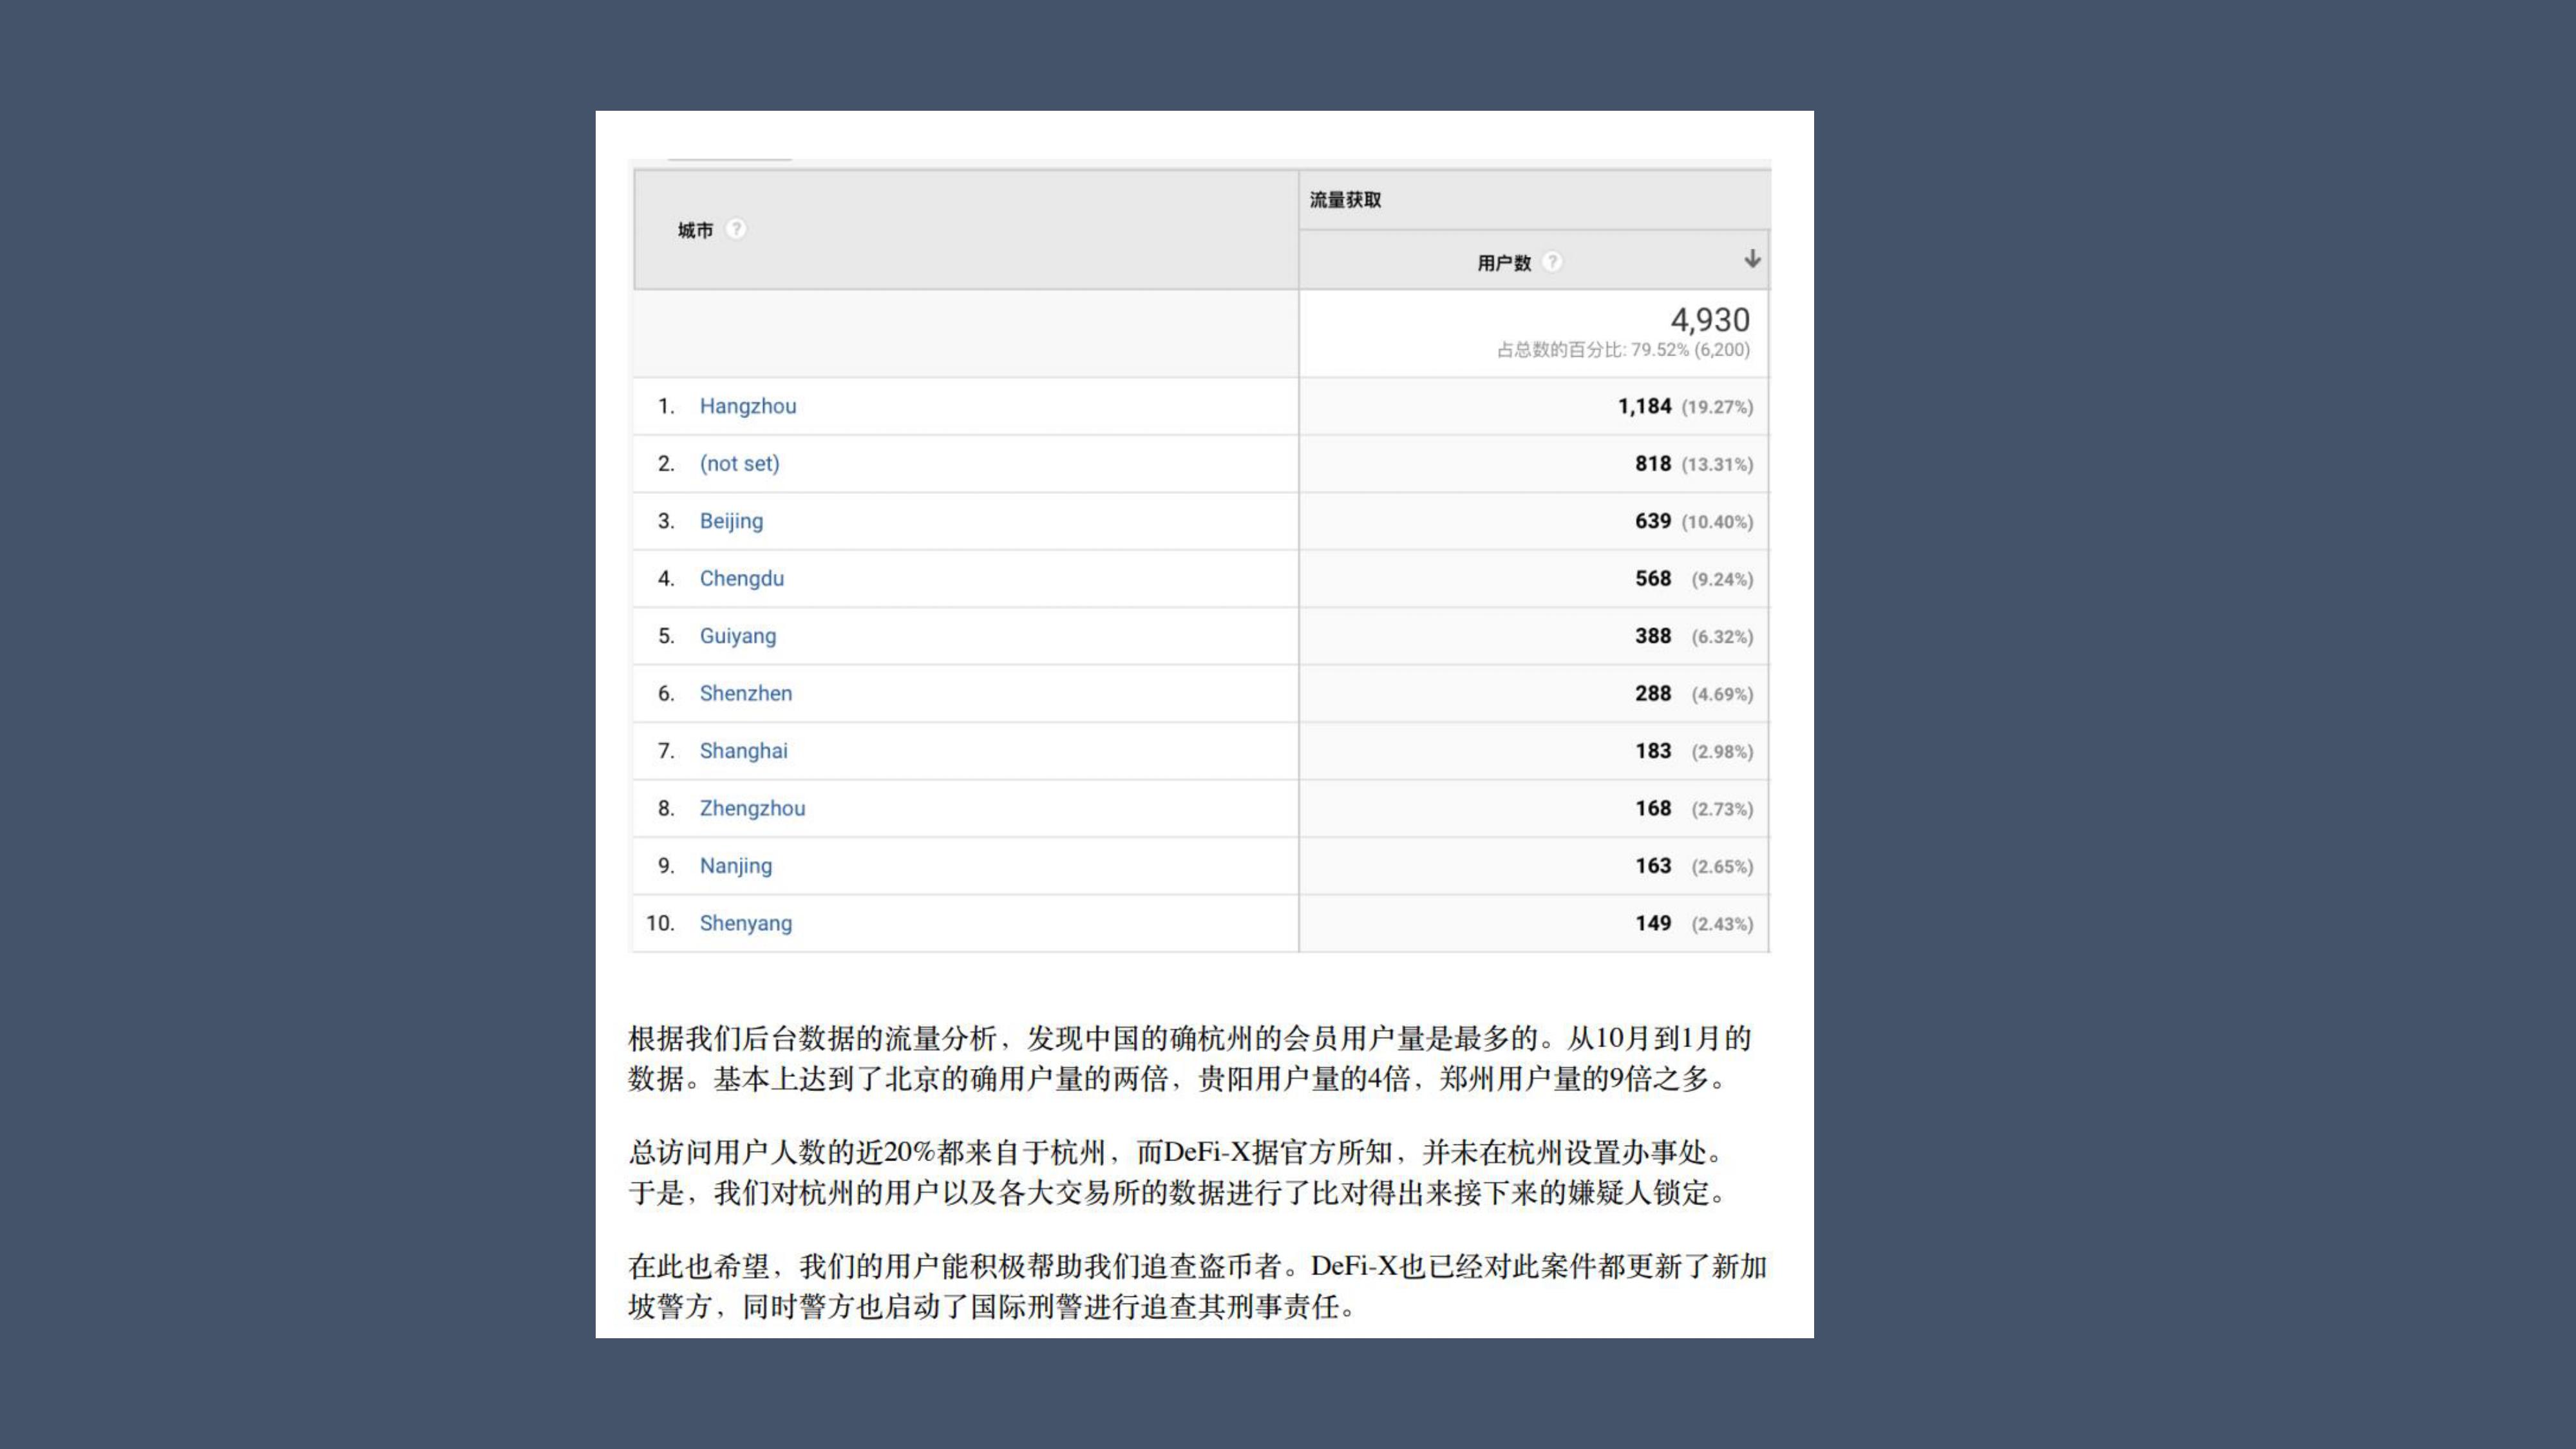 流量获取
城市 ?
用户数 ? ↓
4,930
占总数的百分比: 79.52% (6,200)
1. Hangzhou 1,184 (19.27%)
2. (not set) 818 (13.31%)
3. Beijing 639 (10.40%)
4. Chengdu 568 (9.24%)
5. Guiyang 388 (6.32%)
6. Shenzhen 288 (4.69%)
7. Shanghai 183 (2.98%)
8. Zhengzhou 168 (2.73%)
9. Nanjing 163 (2.65%)
10. Shenyang 149 (2.43%)
根据我们后台数据的流量分析，发现中国的确杭州的会员用户量是最多的。从10月到1月的
数据。基本上达到了北京的确用户量的两倍，贵阳用户量的4倍，郑州用户量的9倍之多。
总访问用户人数的近20%都来自于杭州，而DeFi-X据官方所知，并未在杭州设置办事处。
于是，我们对杭州的用户以及各大交易所的数据进行了比对得出来接下来的嫌疑人锁定。
在此也希望，我们的用户能积极帮助我们追查盗币者。DeFi-X也已经对此案件都更新了新加
坡警方，同时警方也启动了国际刑警进行追查其刑事责任。